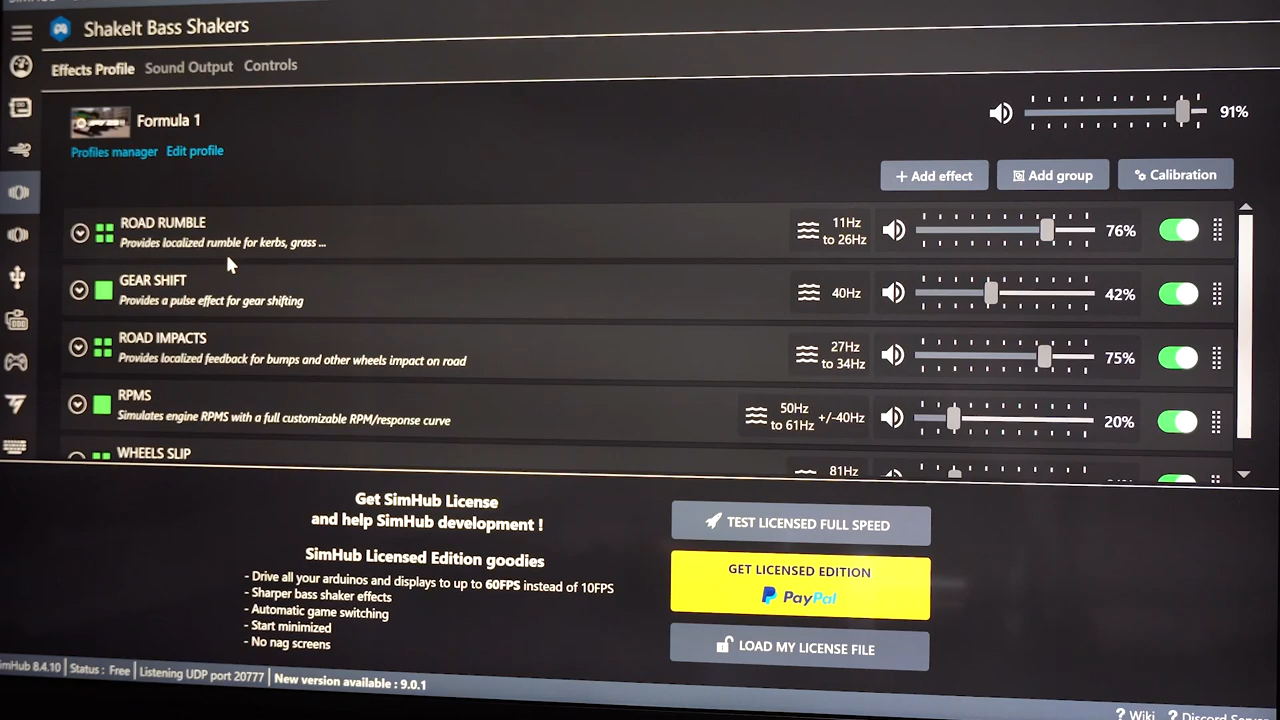 ShakeIt Bass Shakers
Effects Profile Sound Output Controls
Formula 1
Profiles manager Edit profile
91%
+ Add effect Add group Calibration
ROAD RUMBLE
Provides localized rumble for kerbs, grass ...
11Hz
to 26Hz
76%
GEAR SHIFT
Provides a pulse effect for gear shifting
40Hz
42%
ROAD IMPACTS
Provides localized feedback for bumps and other wheels impact on road
27Hz
to 34Hz
75%
RPMS
Simulates engine RPMS with a full customizable RPM/response curve
50Hz
to 61Hz
+/-40Hz
20%
WHEELS SLIP
81Hz
Get SimHub License
and help SimHub development !
SimHub Licensed Edition goodies
- Drive all your arduinos and displays to up to 60FPS instead of 10FPS
- Sharper bass shaker effects
- Automatic game switching
- Start minimized
- No nag screens
TEST LICENSED FULL SPEED
GET LICENSED EDITION
PayPal
LOAD MY LICENSE FILE
imHub 8.4.10 Status : Free Listening UDP port 20777 New version available : 9.0.1
? Wiki ? Discord Serve